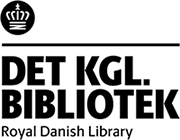 DET KGL.
BIBLIOTEK
Royal Danish Library